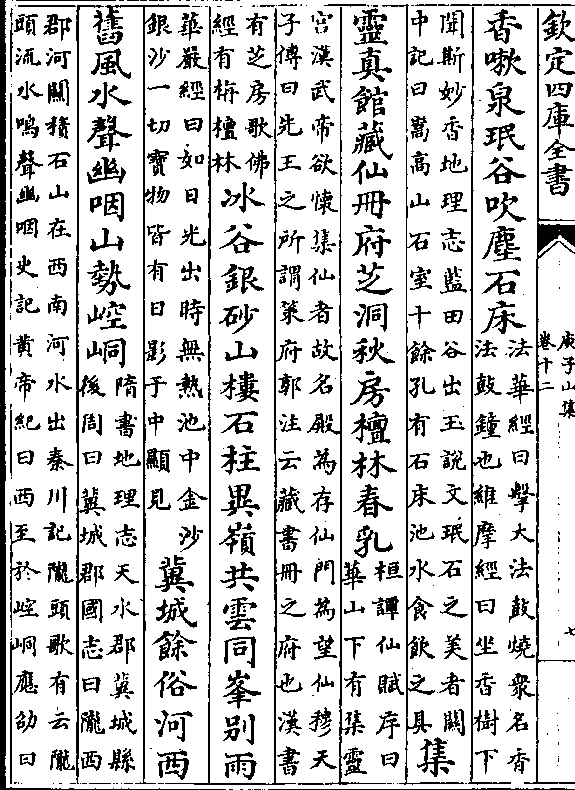 欽定四庫全書
庾子山集
卷十二
七
香嗽泉珉谷吹塵石床
法華經曰擊大法鼓燒衆名香
法鼓鐘也維摩經曰坐香樹下
聞斯妙香地理志藍田谷出玉說文珉石之美者關
中記曰嵩高山石室十餘孔有石床池水食飲之具
集
靈真館藏仙冊府芝洞秋房檀林春乳
桓譚仙賦序曰
華山下有集靈
宫漢武帝欲懷集仙者故名殿為存仙門為望仙穆天
子傳曰先王之所謂䇿府郭注云藏書冊之府也漢書
有芝房歌佛
經有栴檀林
冰谷銀砂山樓石柱異嶺共雲同峯别雨
華嚴經曰如日光出時無熱池中金沙
銀沙一切寳物皆有日影于中顯見
冀城餘俗河西
舊風水聲幽咽山勢崆峒
隋書地理志天水郡冀城縣
後周曰冀城郡國志曰隴西
郡河關積石山在西南河水出秦川記隴頭歌有云隴
頭流水鳴聲幽咽史記黄帝紀曰西至於崆峒應劭曰